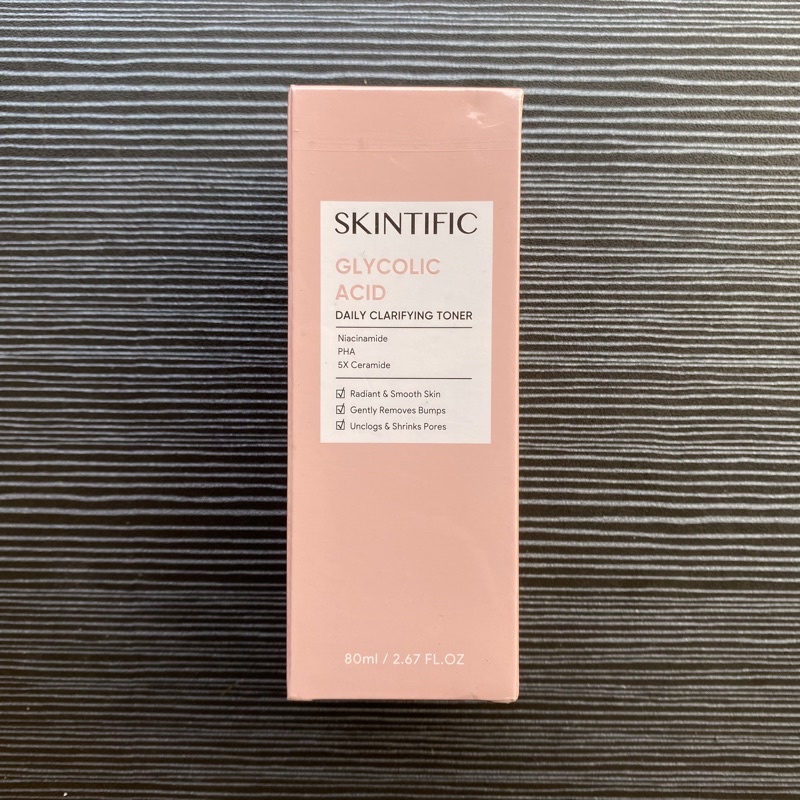 SKINTIFIC
GLYCOLIC
ACID
DAILY CLARIFYING TONER
Niacinamide
PHA
5X Ceramide
☑ Radiant & Smooth Skin
☑ Gently Removes Bumps
☑ Unclogs & Shrinks Pores
80ml / 2.67 FL.OZ